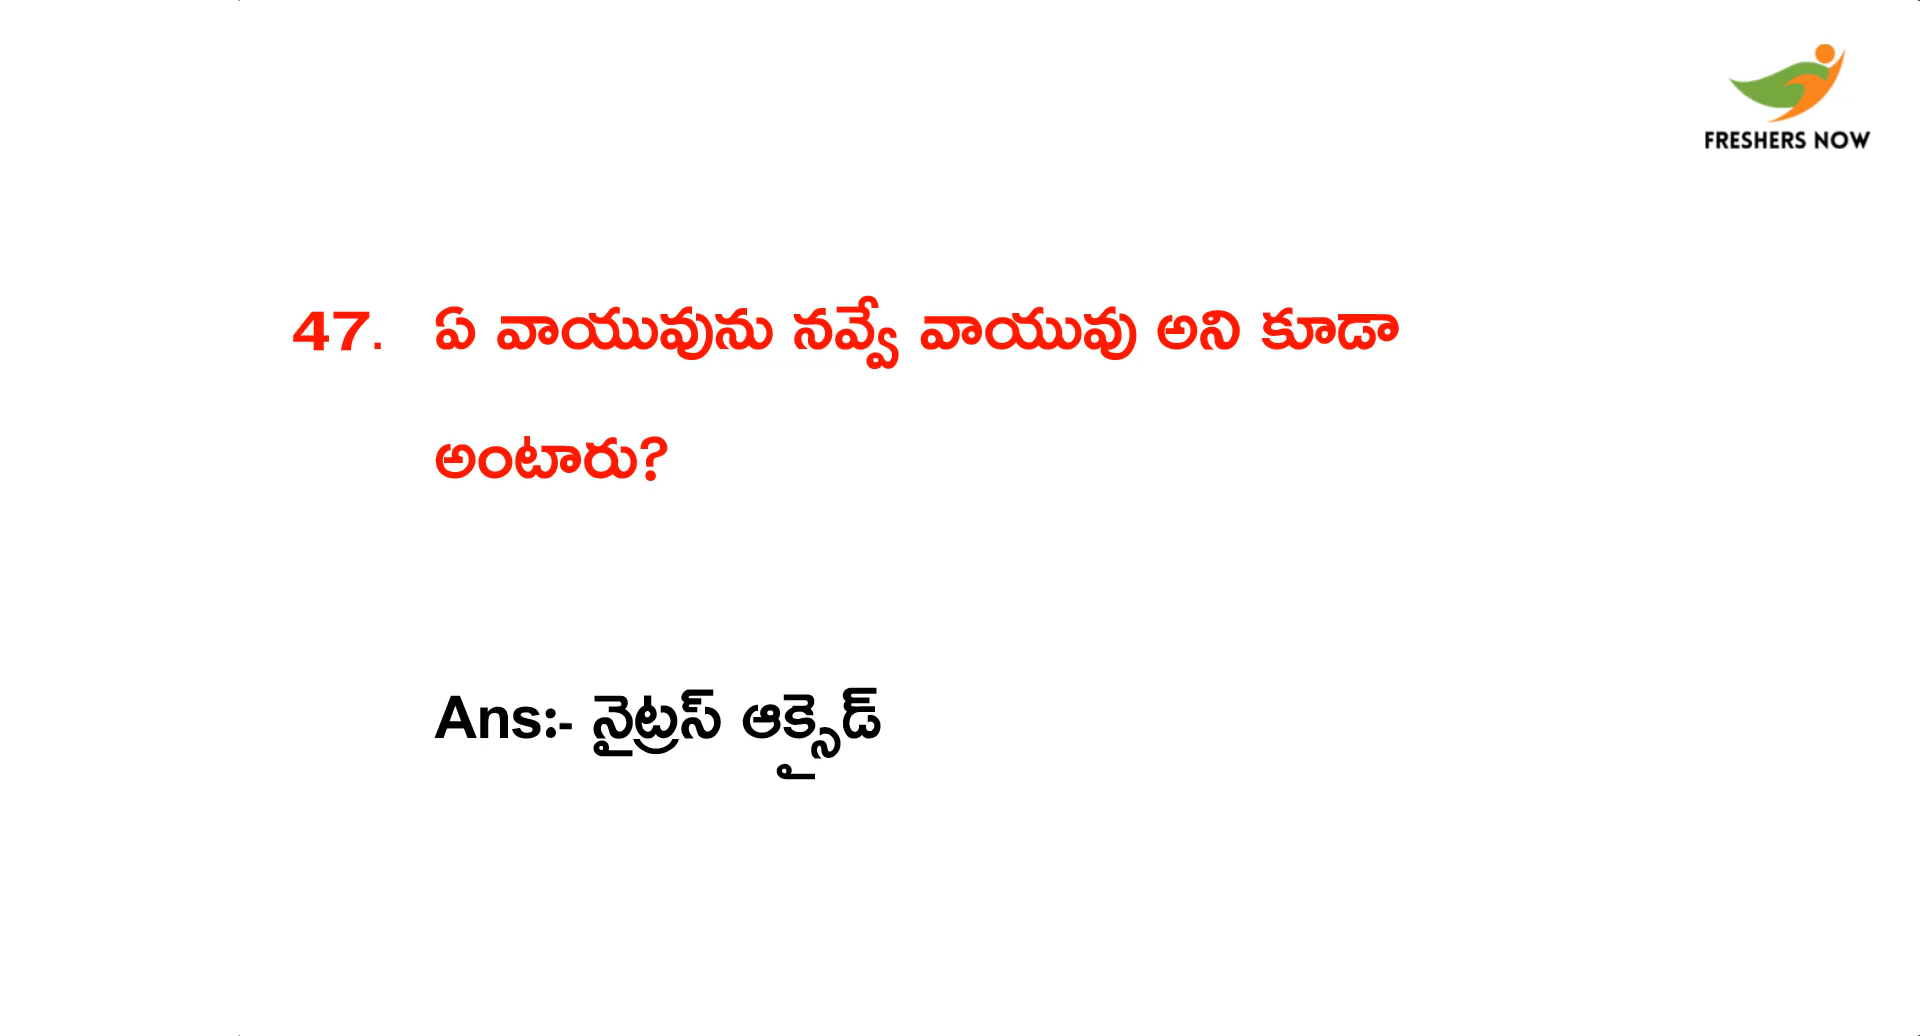 FRESHERS NOW
47. ఏ వాయువును నవ్వే వాయువు అని కూడా
అంటారు?
Ans:- నైట్రస్ ఆక్సైడ్